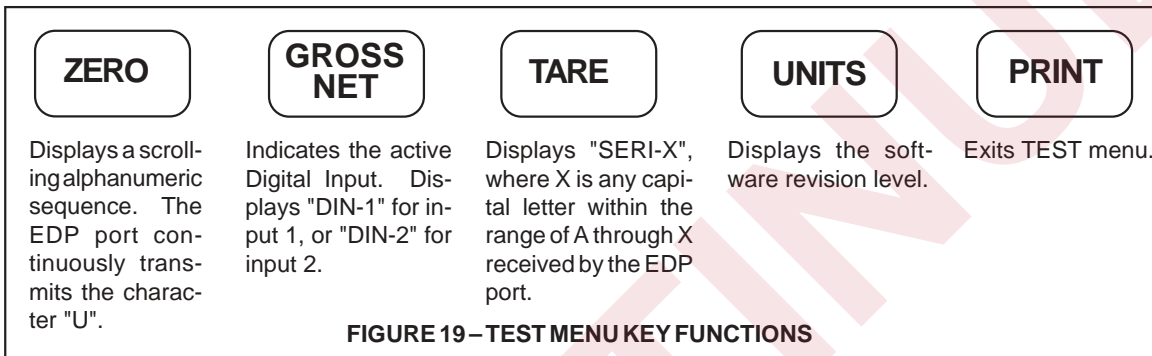 ZERO
GROSS
NET
TARE
UNITS
PRINT
Displays a scroll-
ing alphanumeric
sequence. The
EDP port con-
tinuously trans-
mits the charac-
ter "U".
Indicates the active
Digital Input. Dis-
plays "DIN-1" for in-
put 1, or "DIN-2" for
input 2.
Displays "SERI-X",
where X is any capi-
tal letter within the
range of A through X
received by the EDP
port.
Displays the soft-
ware revision level.
Exits TEST menu.
FIGURE 19 – TEST MENU KEY FUNCTIONS